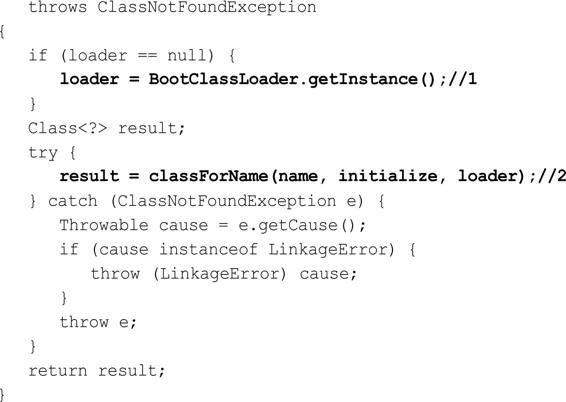 throws ClassNotFoundException
{
if (loader == null) {
loader = BootClassLoader.getInstance();//1
}
Class<?> result;
try {
result = classForName(name, initialize, loader);//2
} catch (ClassNotFoundException e) {
Throwable cause = e.getCause();
if (cause instanceof LinkageError) {
throw (LinkageError) cause;
}
throw e;
}
return result;
}